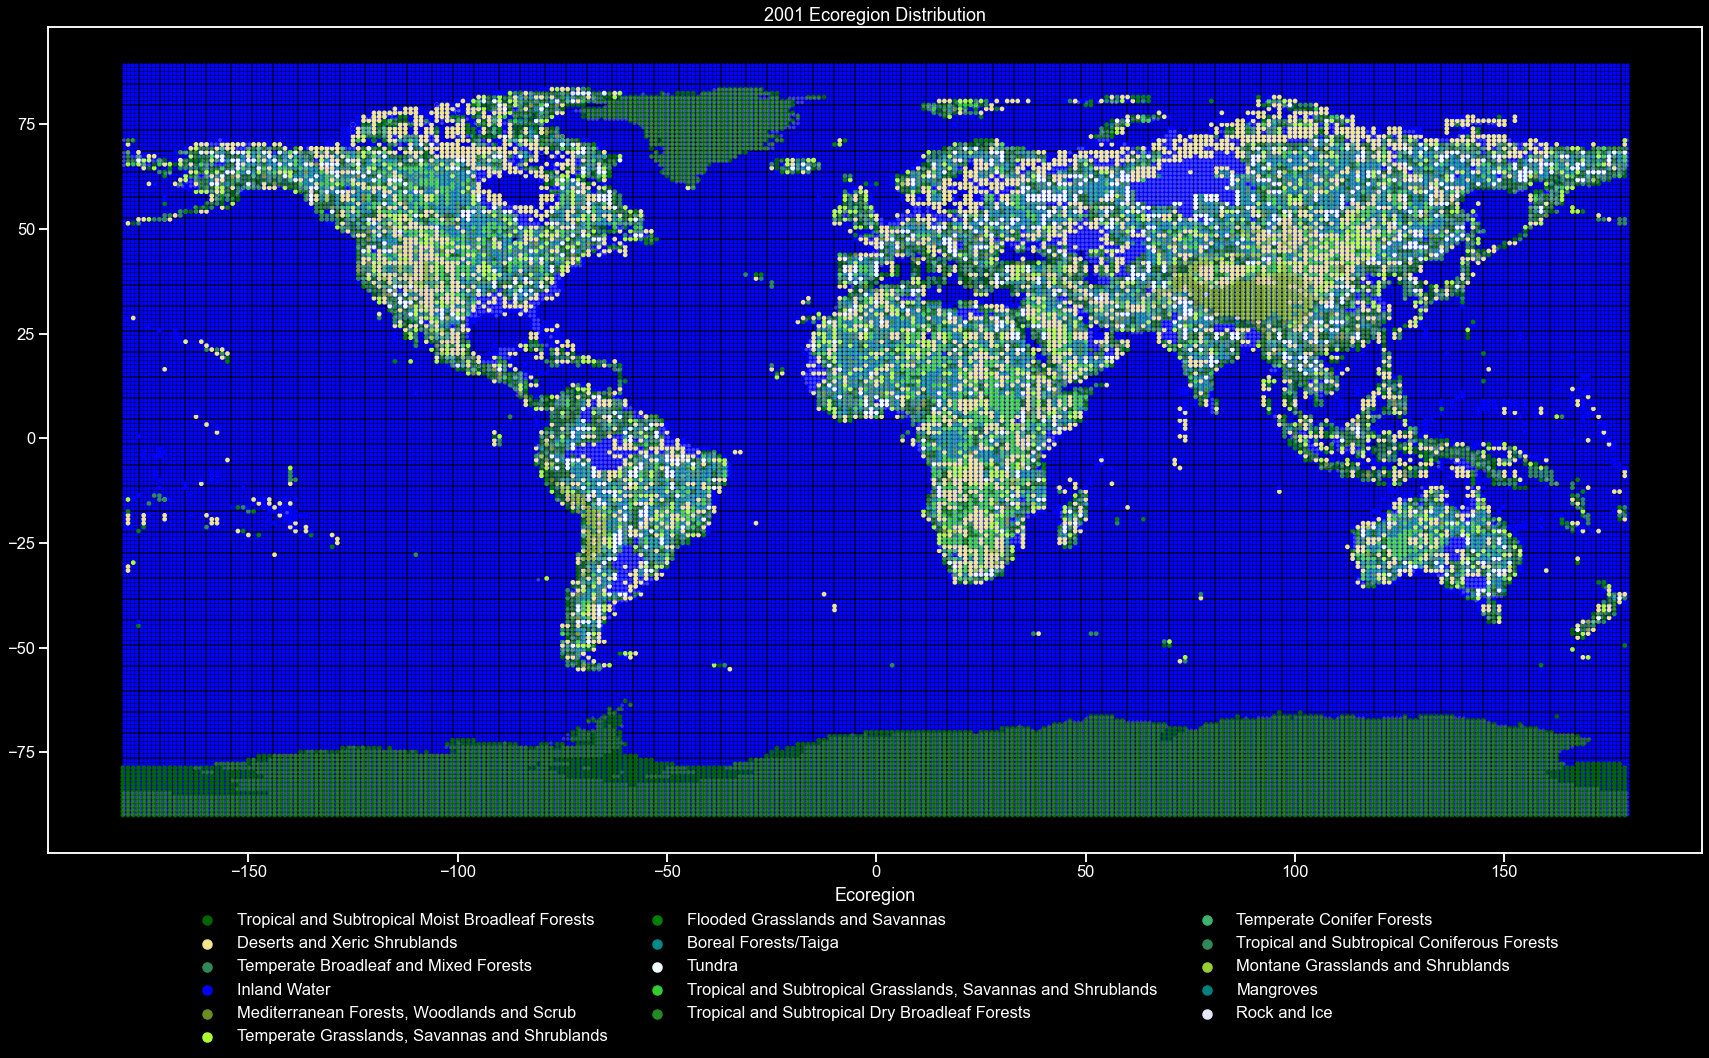 2001 Ecoregion Distribution
75
50
25
0
−25
−50
−75
−150
−100
−50
0
50
100
150
Ecoregion
Tropical and Subtropical Moist Broadleaf Forests
Deserts and Xeric Shrublands
Temperate Broadleaf and Mixed Forests
Inland Water
Mediterranean Forests, Woodlands and Scrub
Temperate Grasslands, Savannas and Shrublands
Flooded Grasslands and Savannas
Boreal Forests/Taiga
Tundra
Tropical and Subtropical Grasslands, Savannas and Shrublands
Tropical and Subtropical Dry Broadleaf Forests
Temperate Conifer Forests
Tropical and Subtropical Coniferous Forests
Montane Grasslands and Shrublands
Mangroves
Rock and Ice